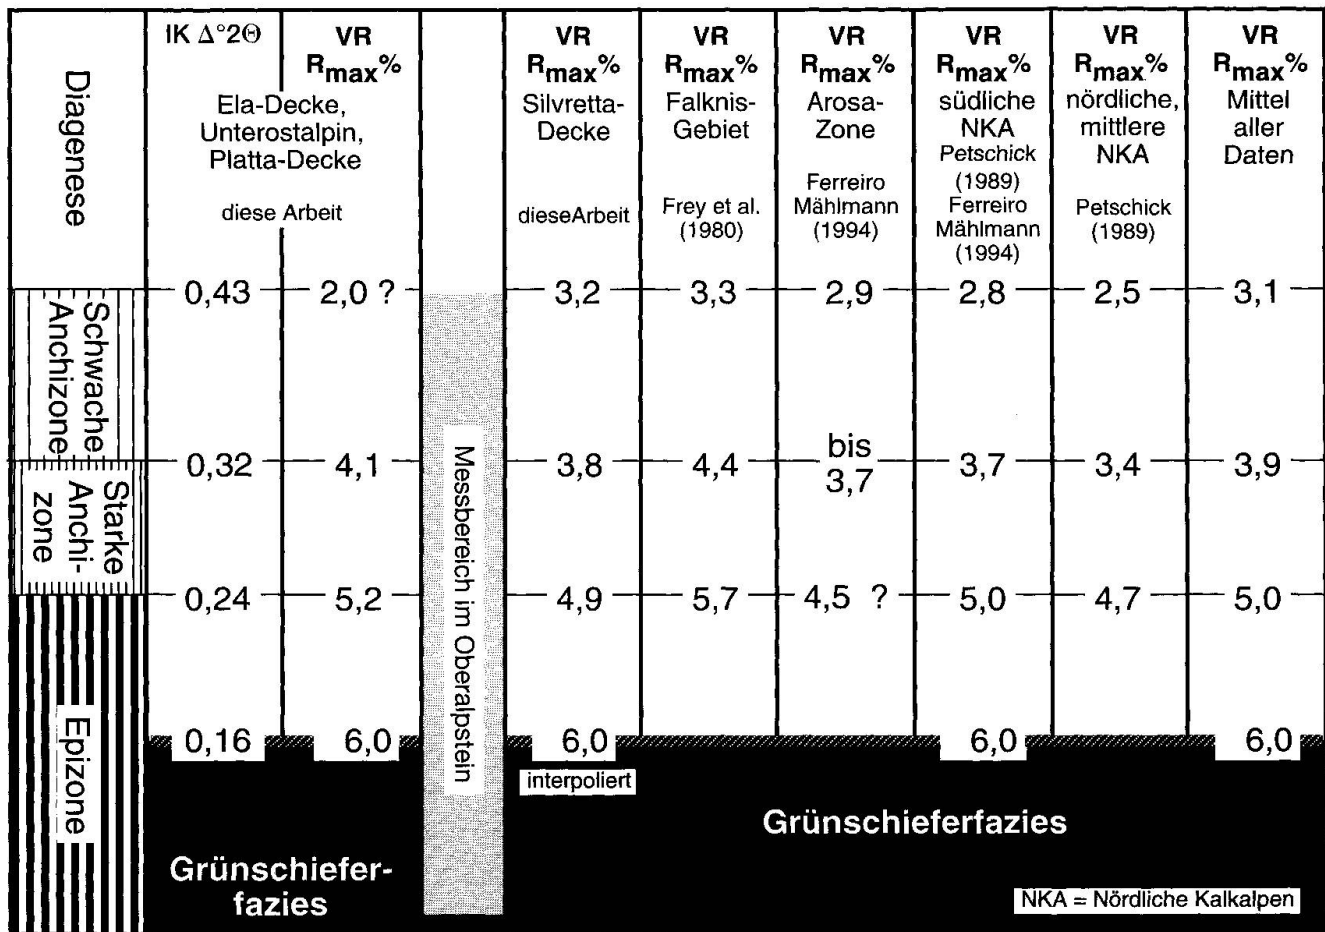 Diagenese
IK Δ°2Θ
VR
Rmax%
Ela-Decke,
Unterostalpin,
Platta-Decke
diese Arbeit
VR
Rmax%
Silvretta-
Decke
dieseArbeit
VR
Rmax%
Falknis-
Gebiet
Frey et al.
(1980)
VR
Rmax%
Arosa-
Zone
Ferreiro
Mählmann
(1994)
VR
Rmax%
südliche
NKA
Petschick
(1989)
Ferreiro
Mählmann
(1994)
VR
Rmax%
nördliche,
mittlere
NKA
Petschick
(1989)
VR
Rmax%
Mittel
aller
Daten
0,43 2,0 ? 3,2 3,3 2,9 2,8 2,5 3,1
Schwache
Anchizone
0,32 4,1 3,8 4,4 bis 3,7 3,4 3,9
3,7
Starke
Anchi-
zone
Messbereich im Oberalpstein
0,24 5,2 4,9 5,7 4,5 ? 5,0 4,7 5,0
Epizone
0,16 6,0 6,0 6,0 6,0
interpoliert
Grünschiefer-
fazies
Grünschieferfazies
NKA = Nördliche Kalkalpen